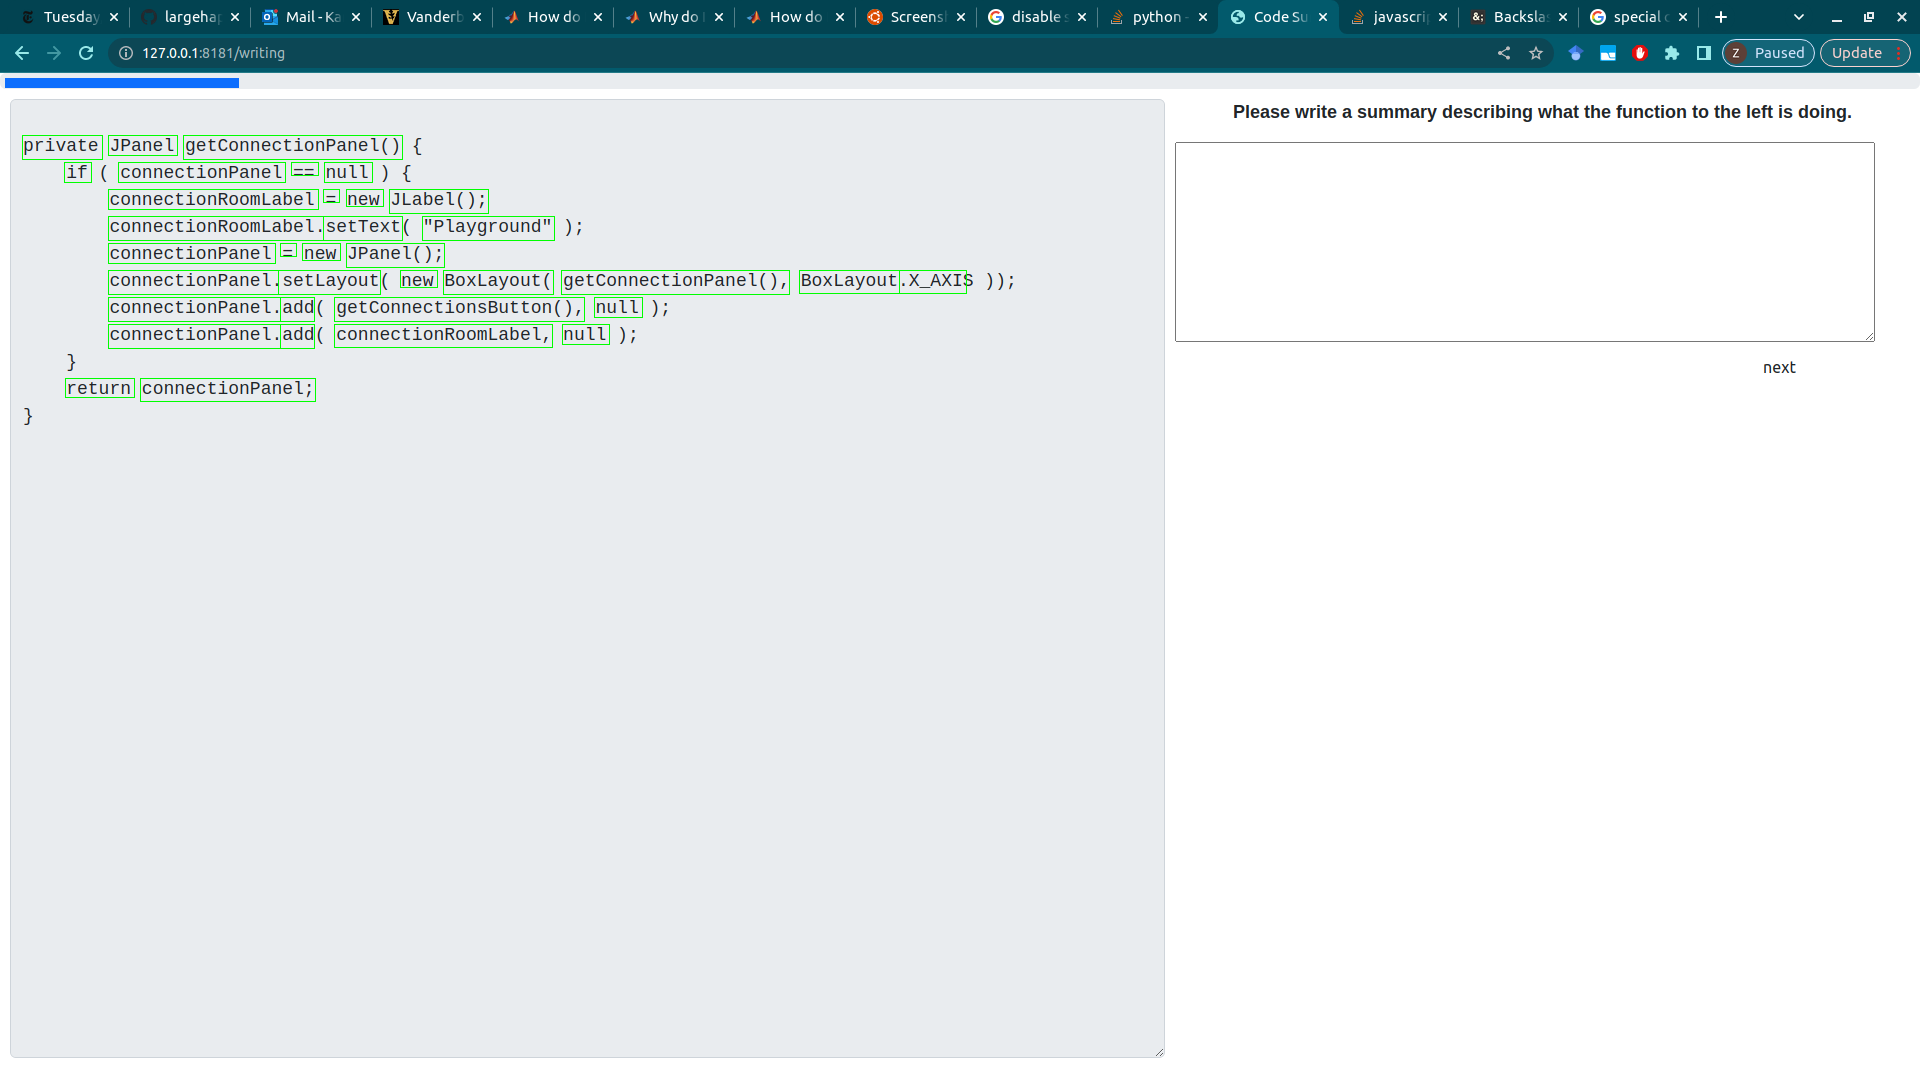 Tuesday
largehap
Mail - Ka
Vanderb
How do
Why do
How do
Screens
disable s
python -
Code Su
javascrip
Backslas
special c
127.0.0.1:8181/writing
Z Paused
Update
Please write a summary describing what the function to the left is doing.
private JPanel getConnectionPanel() {
if ( connectionPanel == null ) {
connectionRoomLabel = new JLabel();
connectionRoomLabel.setText( "Playground" );
connectionPanel = new JPanel();
connectionPanel.setLayout( new BoxLayout( getConnectionPanel(), BoxLayout.X_AXIS ));
connectionPanel.add( getConnectionsButton(), null );
connectionPanel.add( connectionRoomLabel, null );
}
return connectionPanel;
}
next